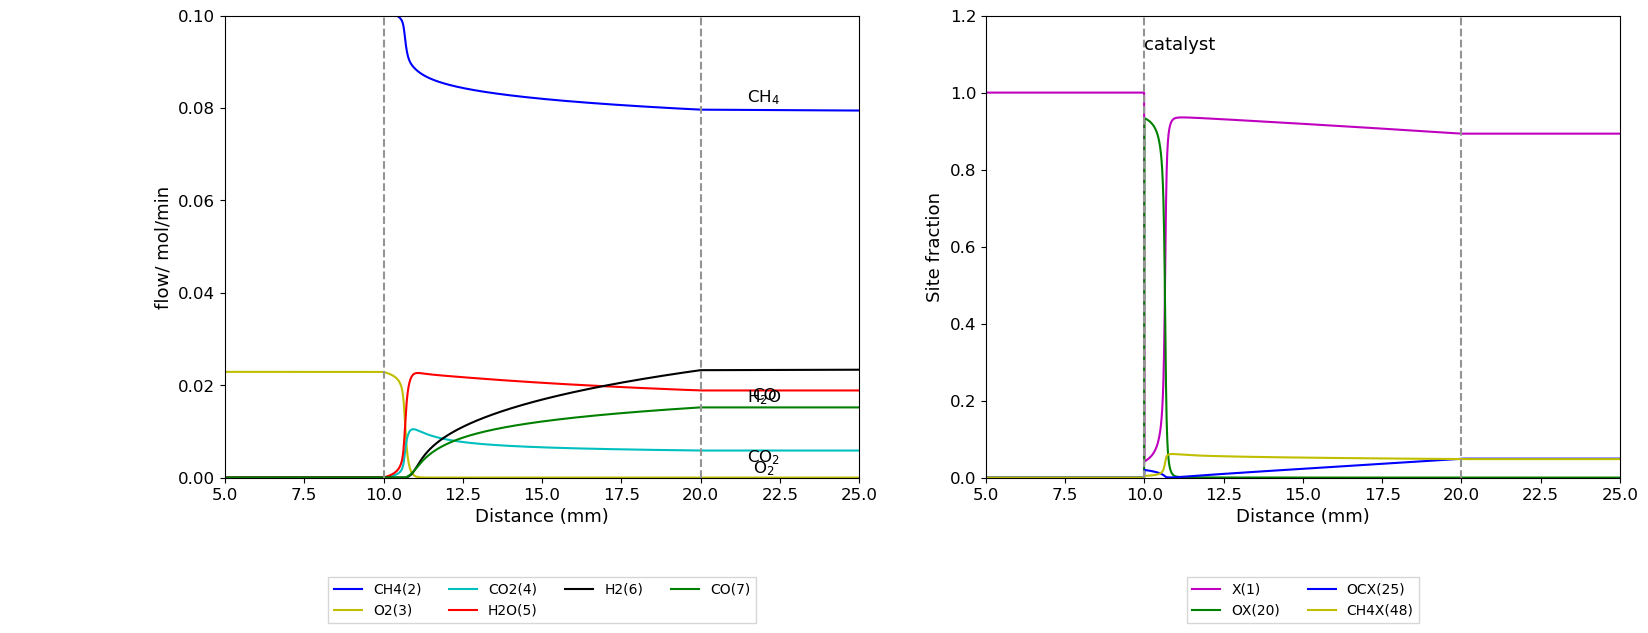 0.10
0.08
0.06
0.04
0.02
0.00
flow/ mol/min
CH₄
CO
H₂O
CO₂
O₂
5.0 7.5 10.0 12.5 15.0 17.5 20.0 22.5 25.0
Distance (mm)
CH4(2) CO2(4) H2(6) CO(7)
O2(3) H2O(5)
1.2
1.0
0.8
0.6
0.4
0.2
0.0
Site fraction
catalyst
5.0 7.5 10.0 12.5 15.0 17.5 20.0 22.5 25.0
Distance (mm)
X(1) OCX(25)
OX(20) CH4X(48)